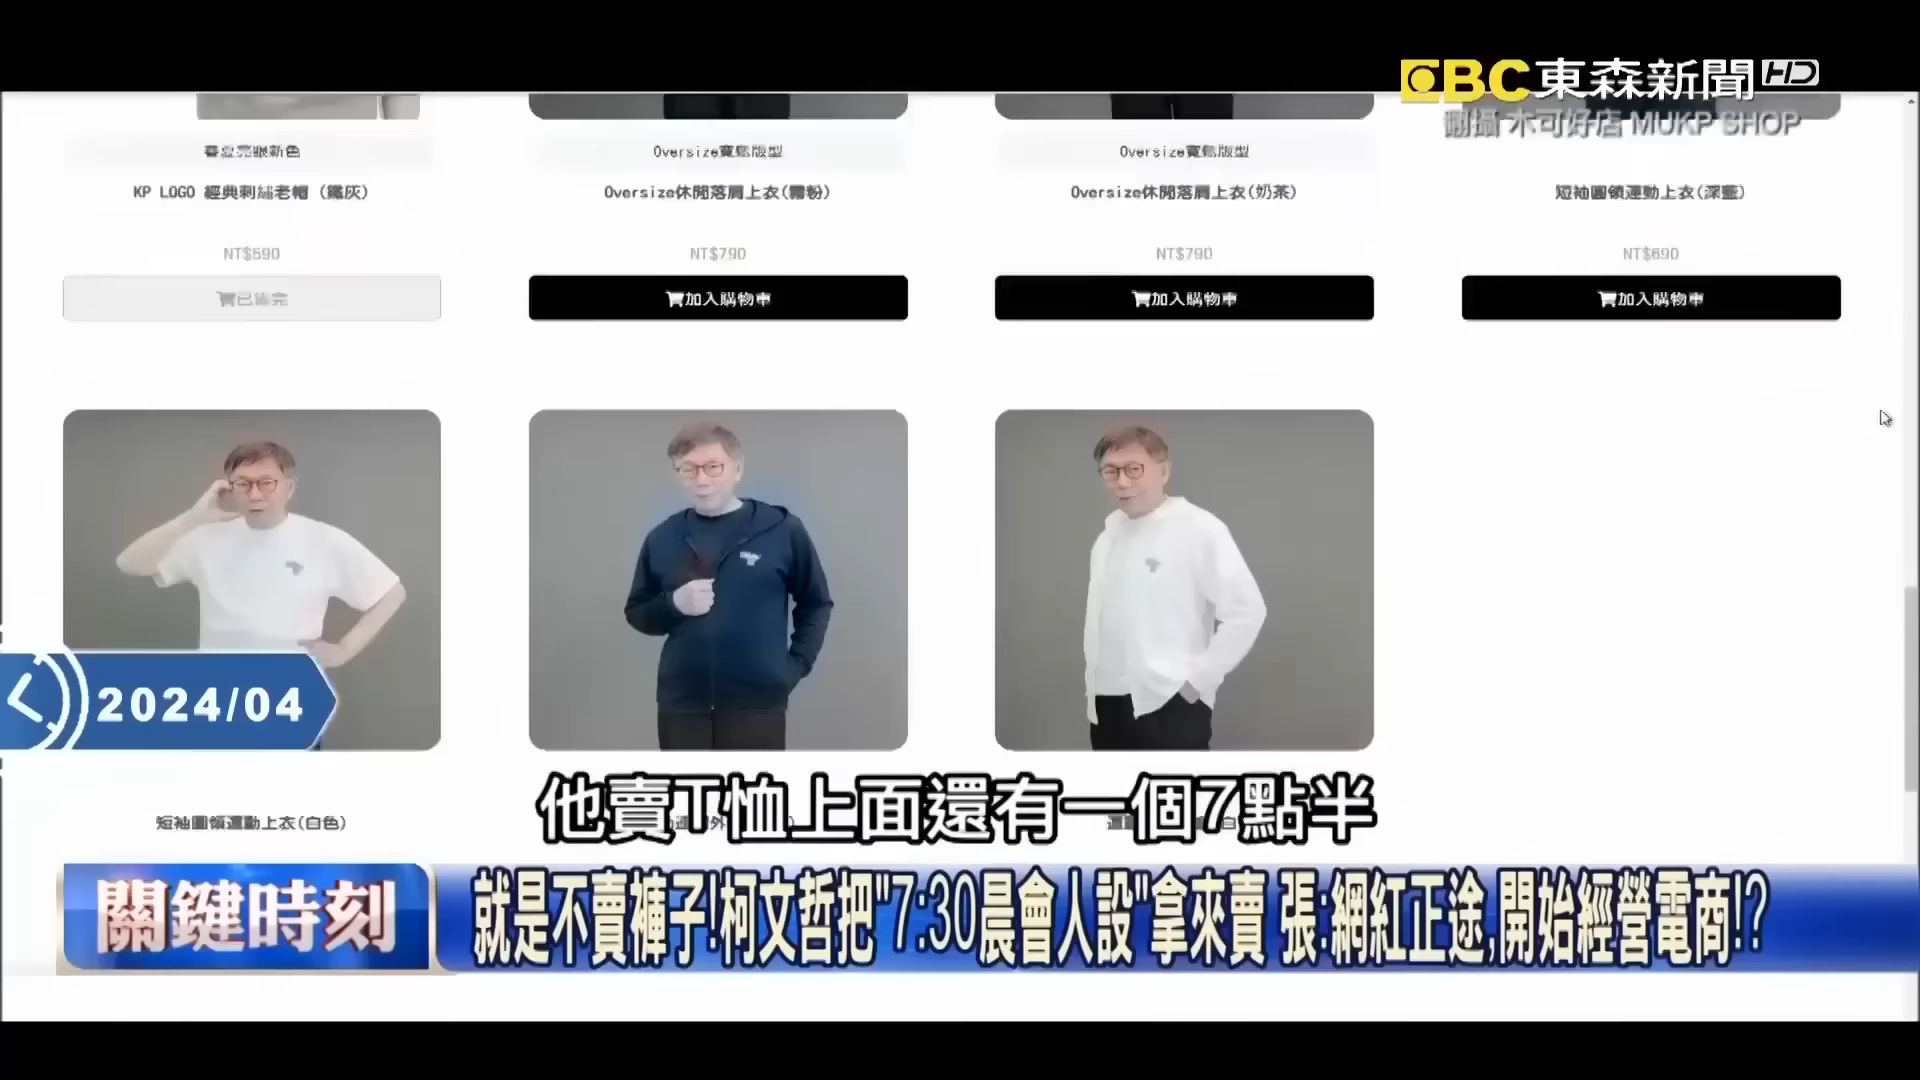 EBC東森新聞HD
翻攝 木可好店 MUKP SHOP
春夏亮眼新色
Oversize寬鬆版型
Oversize寬鬆版型
KP LOGO 經典刺繡老帽 (鐵灰)
Oversize休閒落肩上衣(霧粉)
Oversize休閒落肩上衣(奶茶)
短袖圓領運動上衣(深藍)
NT$590
NT$790
NT$790
NT$690
已售完
加入購物車
加入購物車
加入購物車
2024/04
短袖圓領運動上衣(白色)
他賣T恤上面還有一個7點半
關鍵時刻
就是不賣褲子!柯文哲把"7:30晨會人設"拿來賣 張:網紅正途,開始經營電商!?